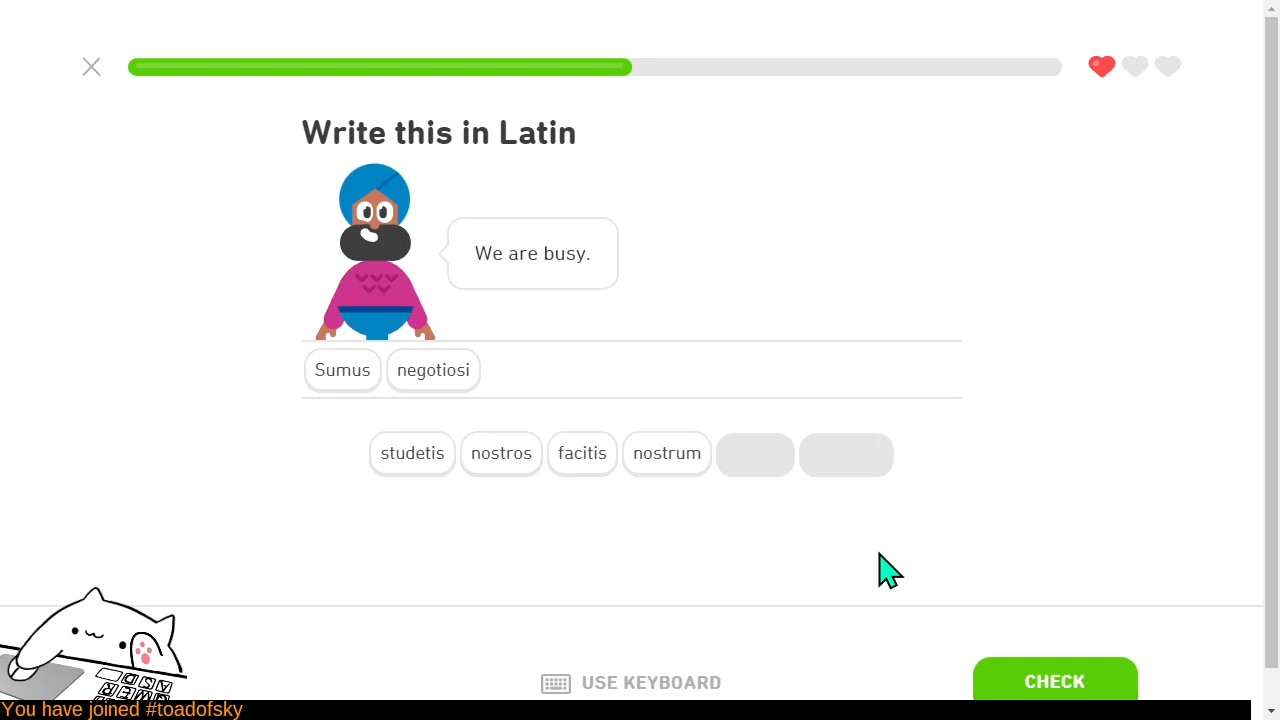 Write this in Latin
We are busy.
Sumus negotiosi
studetis nostros facitis nostrum
USE KEYBOARD
CHECK
You have joined #toadofsky